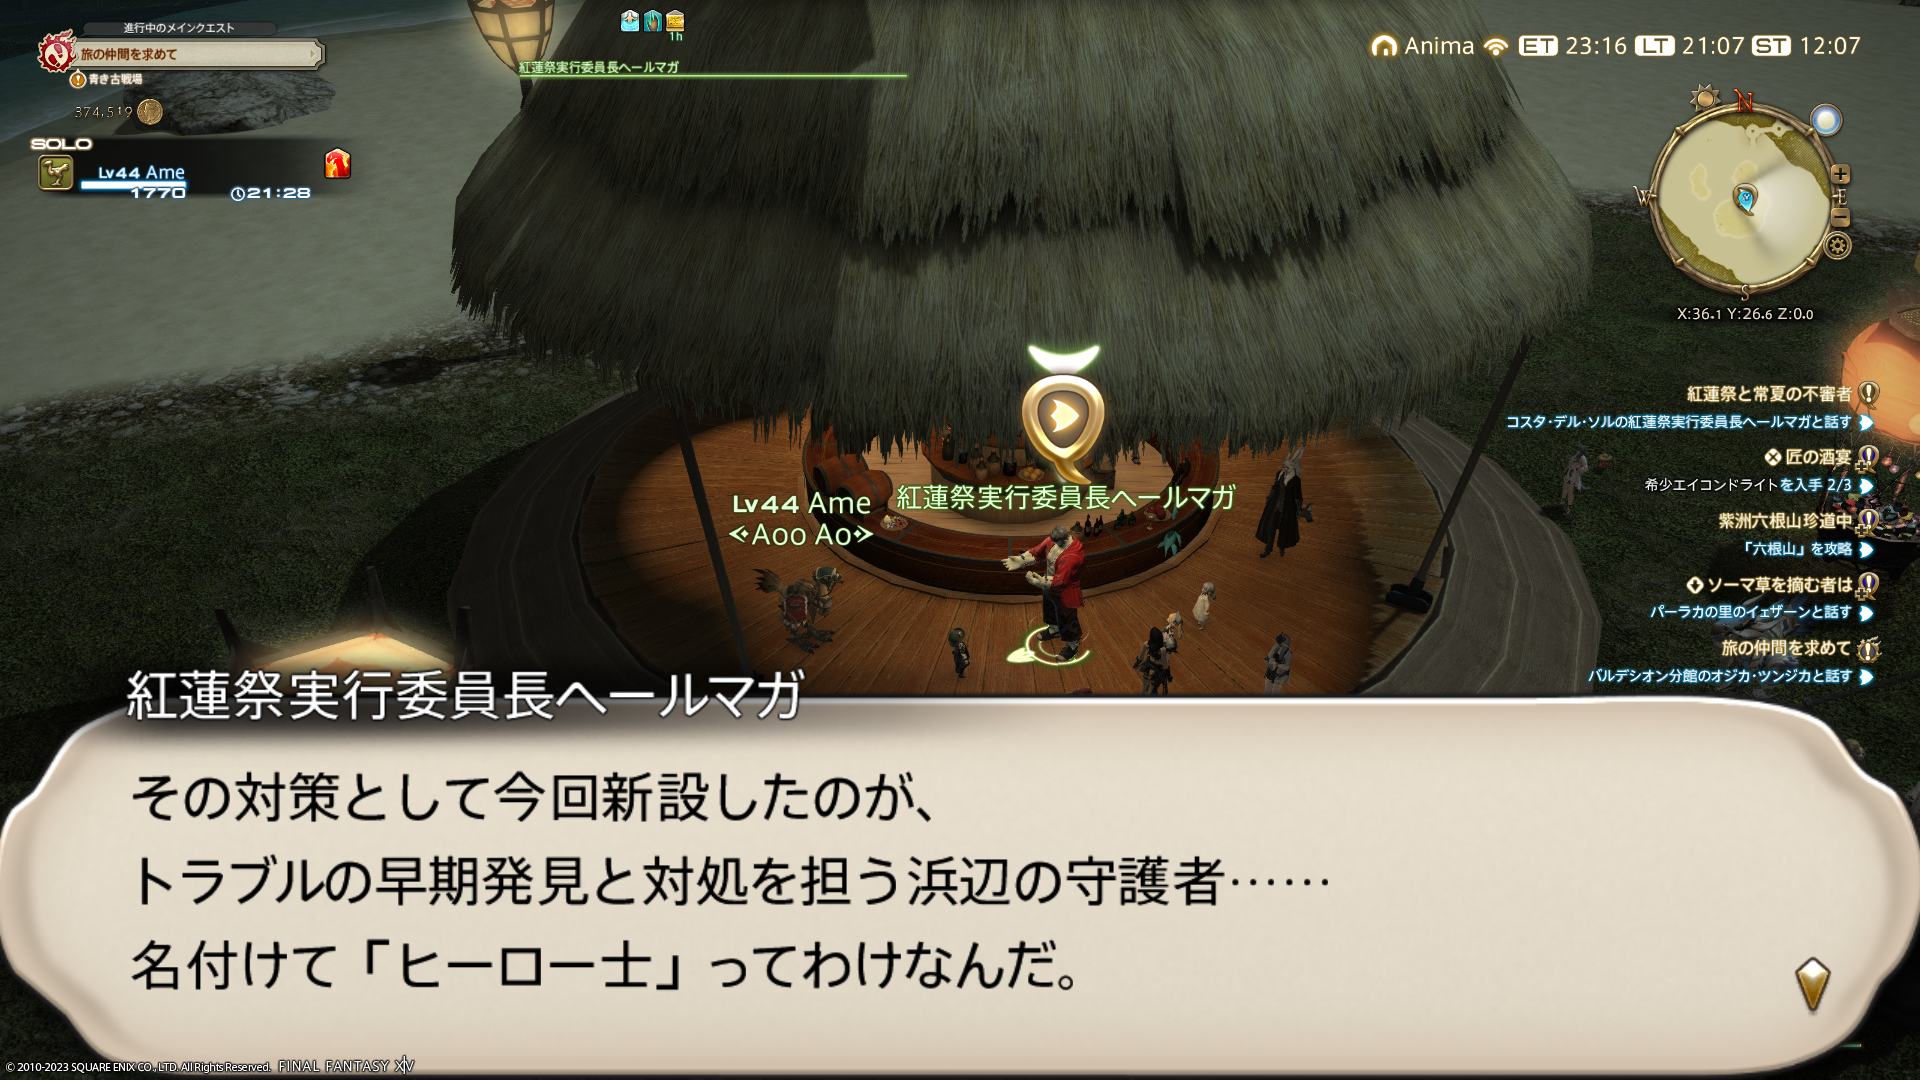 進行中のメインクエスト
旅の仲間を求めて
青き古戦場
374,519
SOLO
Lv44 Ame
1770
21:28
1h
紅蓮祭実行委員長ヘールマガ
Anima ET 23:16 LT 21:07 ST 12:07
N
W
E
S
X:36.1 Y:26.6 Z:0.0
紅蓮祭と常夏の不審者
コスタ・デル・ソルの紅蓮祭実行委員長ヘールマガと話す
匠の酒宴
希少エイコンドライトを入手 2/3
紫洲六根山珍道中
「六根山」を攻略
ソーマ草を摘む者は
パーラカの里のイェザーンと話す
旅の仲間を求めて
バルデシオン分館のオジカ・ツンジカと話す
Lv44 Ame
≪Aoo Ao≫
紅蓮祭実行委員長ヘールマガ
紅蓮祭実行委員長ヘールマガ
その対策として今回新設したのが、
トラブルの早期発見と対処を担う浜辺の守護者……
名付けて「ヒーロー士」ってわけなんだ。
© 2010-2023 SQUARE ENIX CO., LTD. All Rights Reserved. FINAL FANTASY XIV